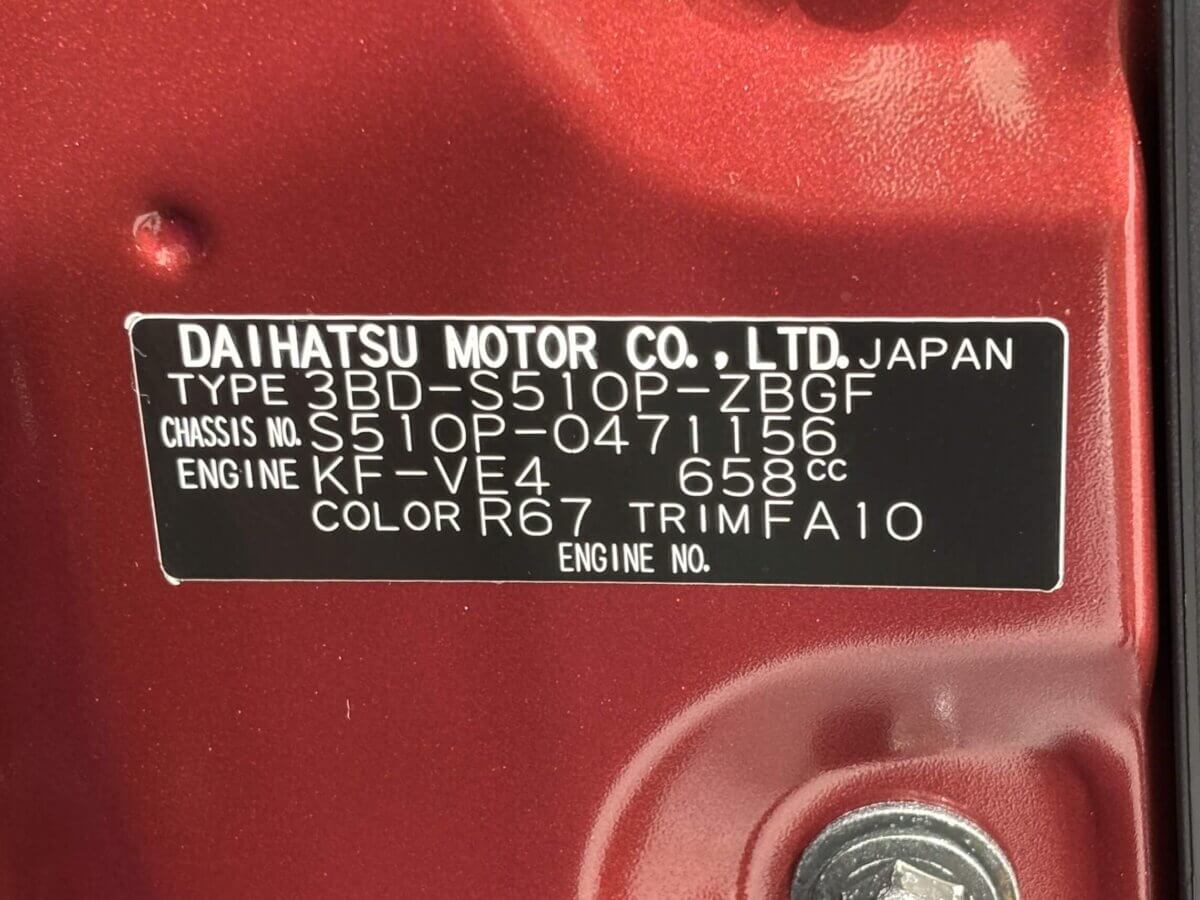 DAIHATSU MOTOR CO., LTD. JAPAN
TYPE 3BD-S510P-ZBGF
CHASSIS NO. S510P-0471156
ENGINE KF-VE4 658cc
COLOR R67 TRIM FA10
ENGINE NO.